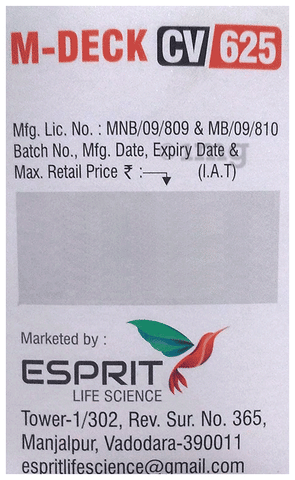 M-DECK CV 625
Mfg. Lic. No. : MNB/09/809 & MB/09/810
Batch No., Mfg. Date, Expiry Date &
Max. Retail Price ₹ : (I.A.T)
Marketed by :
ESPRIT
LIFE SCIENCE
Tower-1/302, Rev. Sur. No. 365,
Manjalpur, Vadodara-390011
espritlifescience@gmail.com